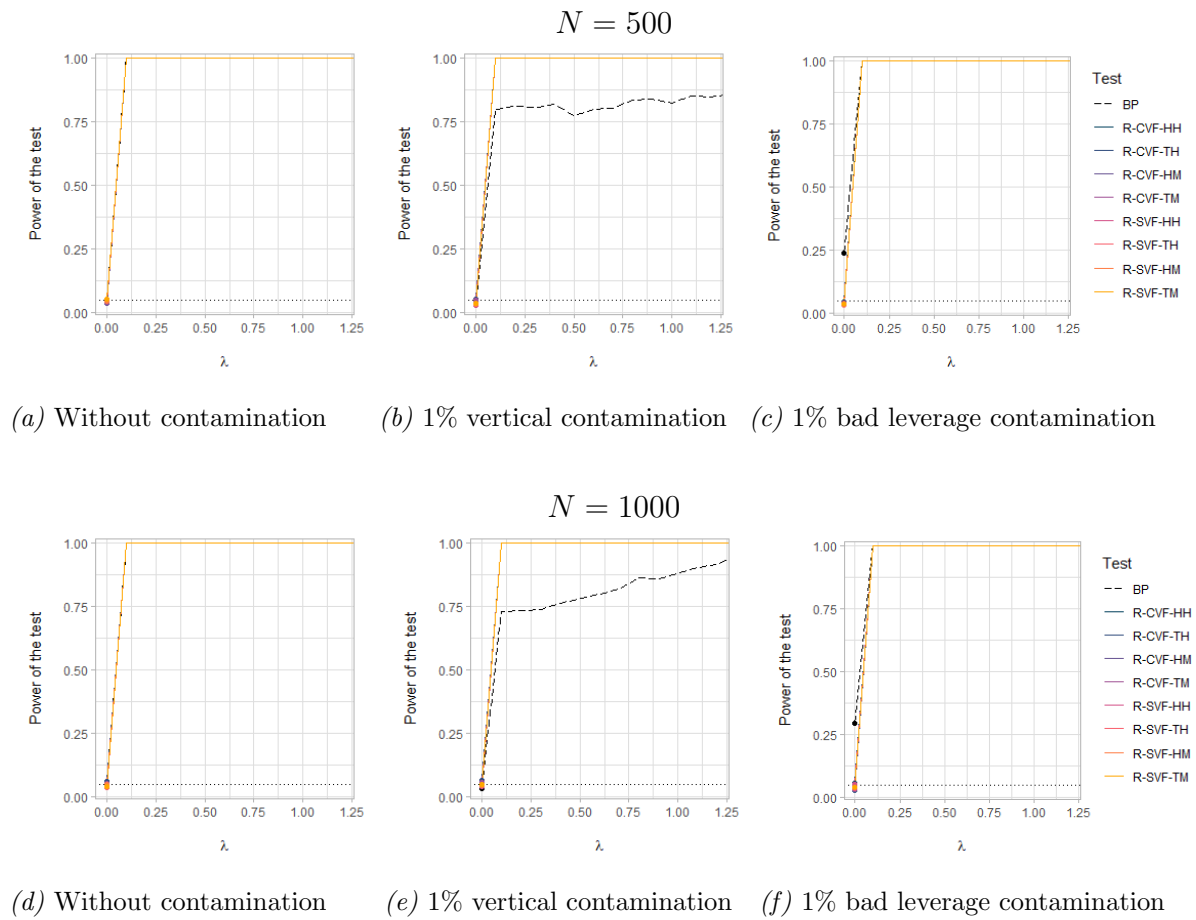 N = 500
Power of the test
1.00
0.75
0.50
0.25
0.00
0.00 0.25 0.50 0.75 1.00 1.25
λ
Power of the test
1.00
0.75
0.50
0.25
0.00
0.00 0.25 0.50 0.75 1.00 1.25
λ
Power of the test
1.00
0.75
0.50
0.25
0.00
0.00 0.25 0.50 0.75 1.00 1.25
λ
Test
BP
R-CVF-HH
R-CVF-TH
R-CVF-HM
R-CVF-TM
R-SVF-HH
R-SVF-TH
R-SVF-HM
R-SVF-TM
(a) Without contamination
(b) 1% vertical contamination
(c) 1% bad leverage contamination
N = 1000
Power of the test
1.00
0.75
0.50
0.25
0.00
0.00 0.25 0.50 0.75 1.00 1.25
λ
Power of the test
1.00
0.75
0.50
0.25
0.00
0.00 0.25 0.50 0.75 1.00 1.25
λ
Power of the test
1.00
0.75
0.50
0.25
0.00
0.00 0.25 0.50 0.75 1.00 1.25
λ
Test
BP
R-CVF-HH
R-CVF-TH
R-CVF-HM
R-CVF-TM
R-SVF-HH
R-SVF-TH
R-SVF-HM
R-SVF-TM
(d) Without contamination
(e) 1% vertical contamination
(f) 1% bad leverage contamination